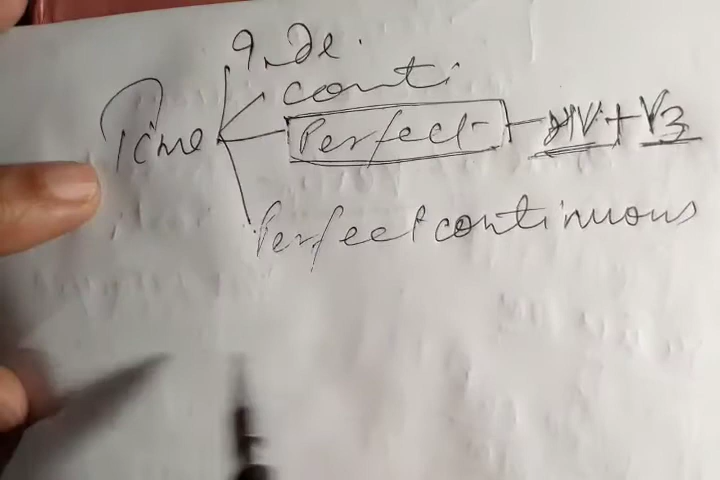 conti
Time Perfect - HV + V3
Perfect continuous